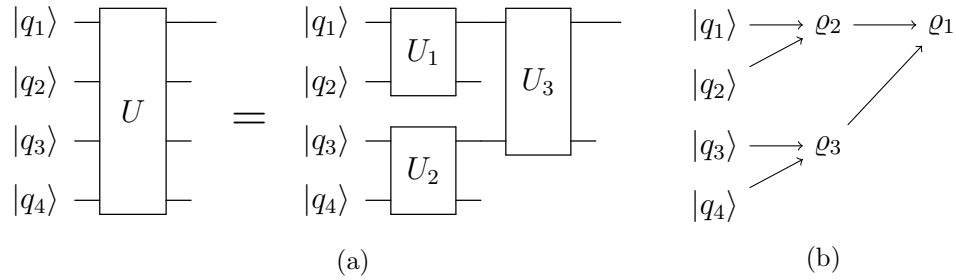 |q₁⟩ |q₁⟩ |q₁⟩ ϱ₂ ϱ₁
U₁
|q₂⟩ |q₂⟩ U₃ |q₂⟩
U =
|q₃⟩ |q₃⟩ |q₃⟩ ϱ₃
U₂
|q₄⟩ |q₄⟩ |q₄⟩
(a) (b)